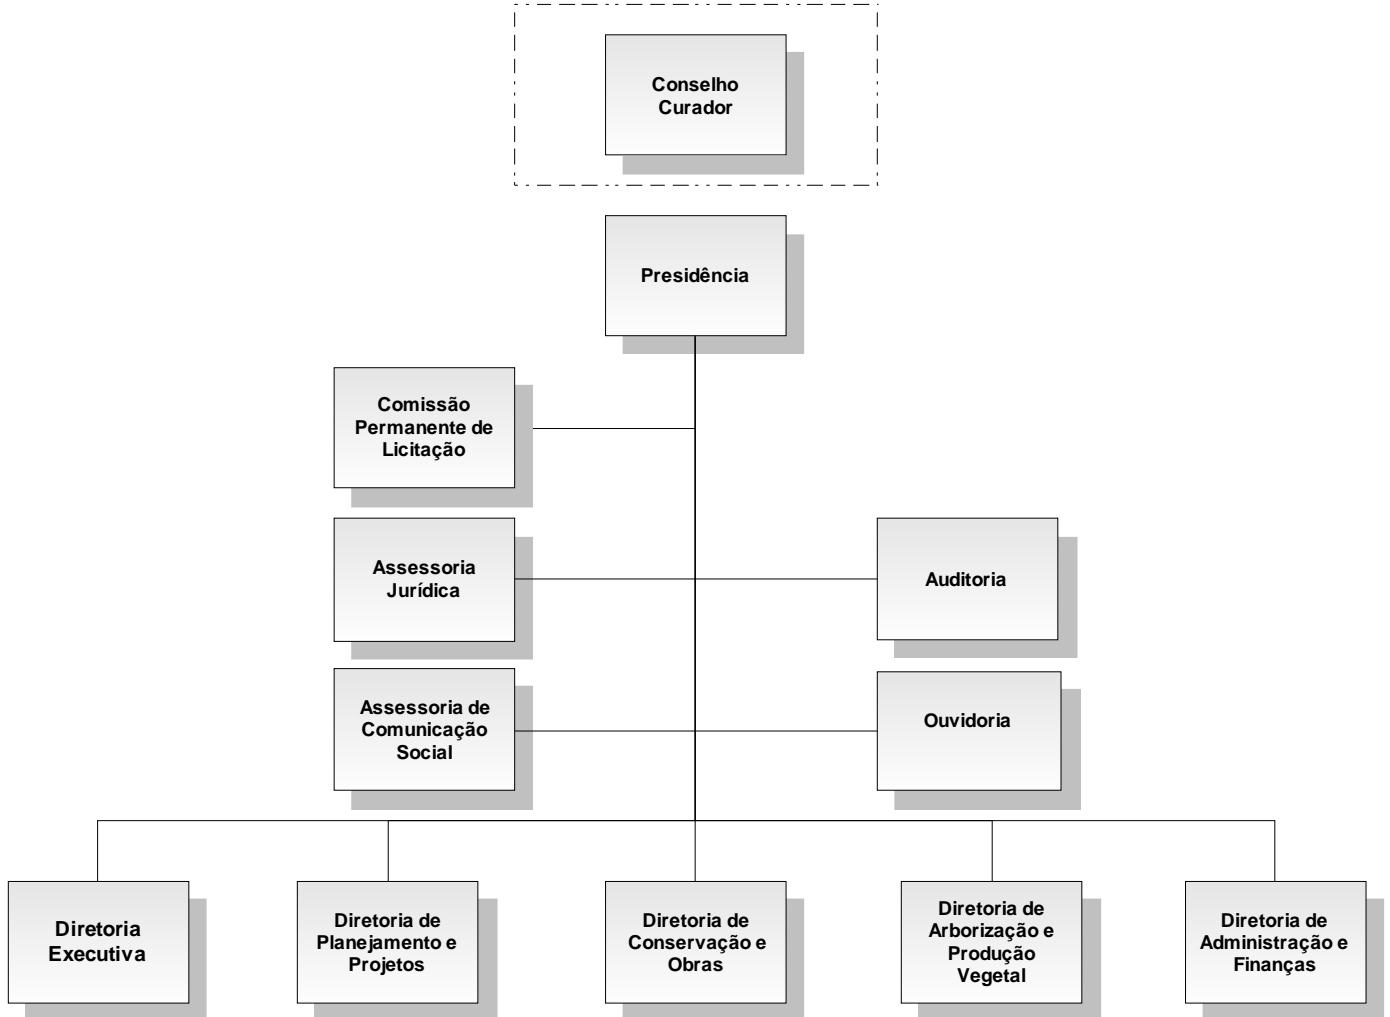 Conselho
Curador
Presidência
Comissão
Permanente de
Licitação
Assessoria
Jurídica
Auditoria
Assessoria de
Comunicação
Social
Ouvidoria
Diretoria
Executiva
Diretoria de
Planejamento e
Projetos
Diretoria de
Conservação e
Obras
Diretoria de
Arborização e
Produção
Vegetal
Diretoria de
Administração e
Finanças